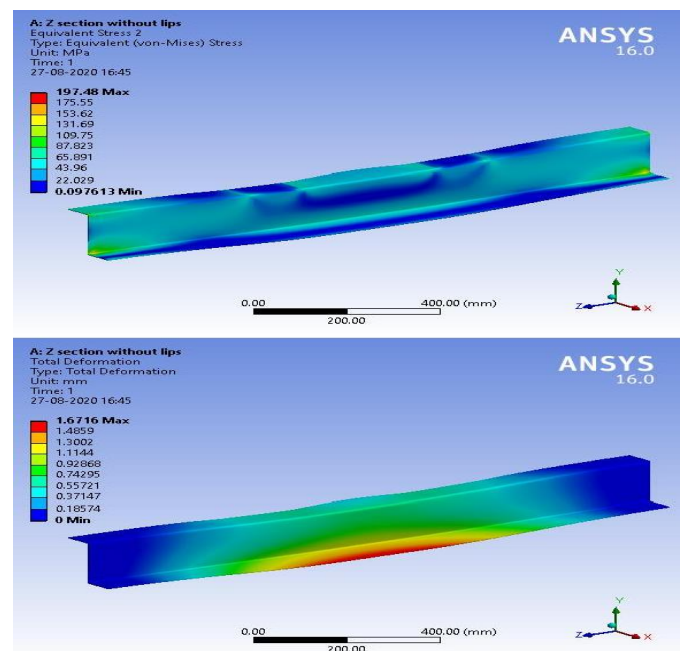 A: Z section without lips
Equivalent Stress 2
Type: Equivalent (von-Mises) Stress
Unit: MPa
Time: 1
27-08-2020 16:45
ANSYS
16.0
197.48 Max
175.55
153.62
131.69
109.75
87.823
65.891
43.96
22.029
0.097613 Min
0.00
400.00 (mm)
200.00
Y
Z
X
A: Z section without lips
Total Deformation
Type: Total Deformation
Unit: mm
Time: 1
27-08-2020 16:45
ANSYS
16.0
1.6716 Max
1.4859
1.3002
1.1144
0.92868
0.74295
0.55721
0.37147
0.18574
0 Min
0.00
400.00 (mm)
200.00
Y
Z
X